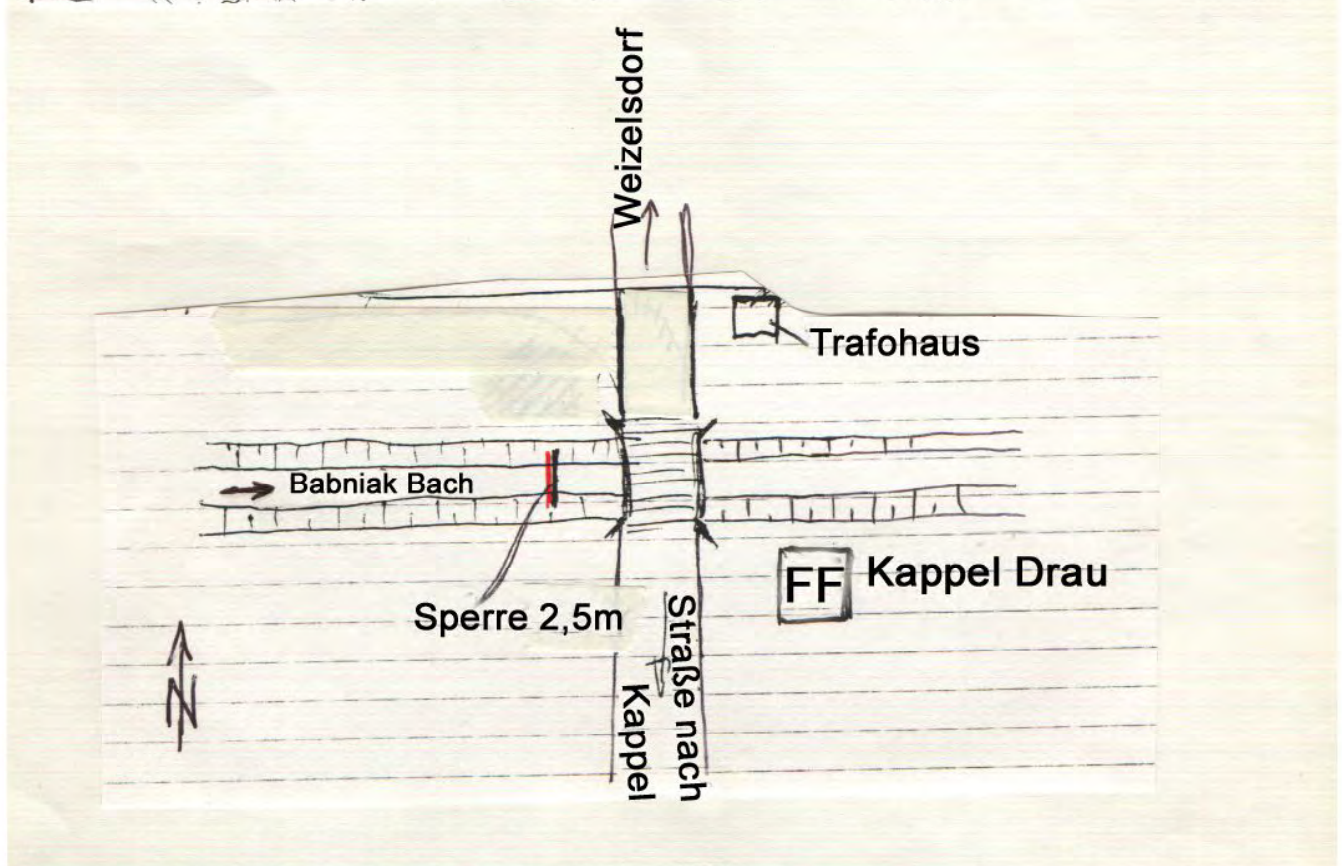 Weizelsdorf
Trafohaus
Babniak Bach
FF Kappel Drau
Sperre 2,5m
Straße nach
Kappel
N